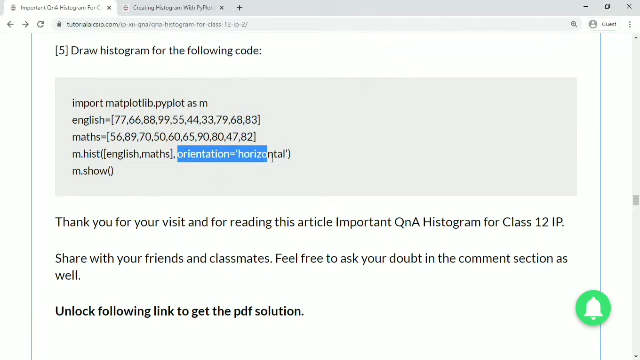 Important QnA Histogram For C
Creating Histogram With PyPlot
tutorialaicsip.com/ip-xii-qna/qna-histogram-for-class-12-ip-2/
Guest
[5] Draw histogram for the following code:
import matplotlib.pyplot as m
english=[77,66,88,99,55,44,33,79,68,83]
maths=[56,89,70,50,60,65,90,80,47,82]
m.hist([english,maths],orientation='horizontal')
m.show()
Thank you for your visit and for reading this article Important QnA Histogram for Class 12 IP.
Share with your friends and classmates. Feel free to ask your doubt in the comment section as
well.
Unlock following link to get the pdf solution.